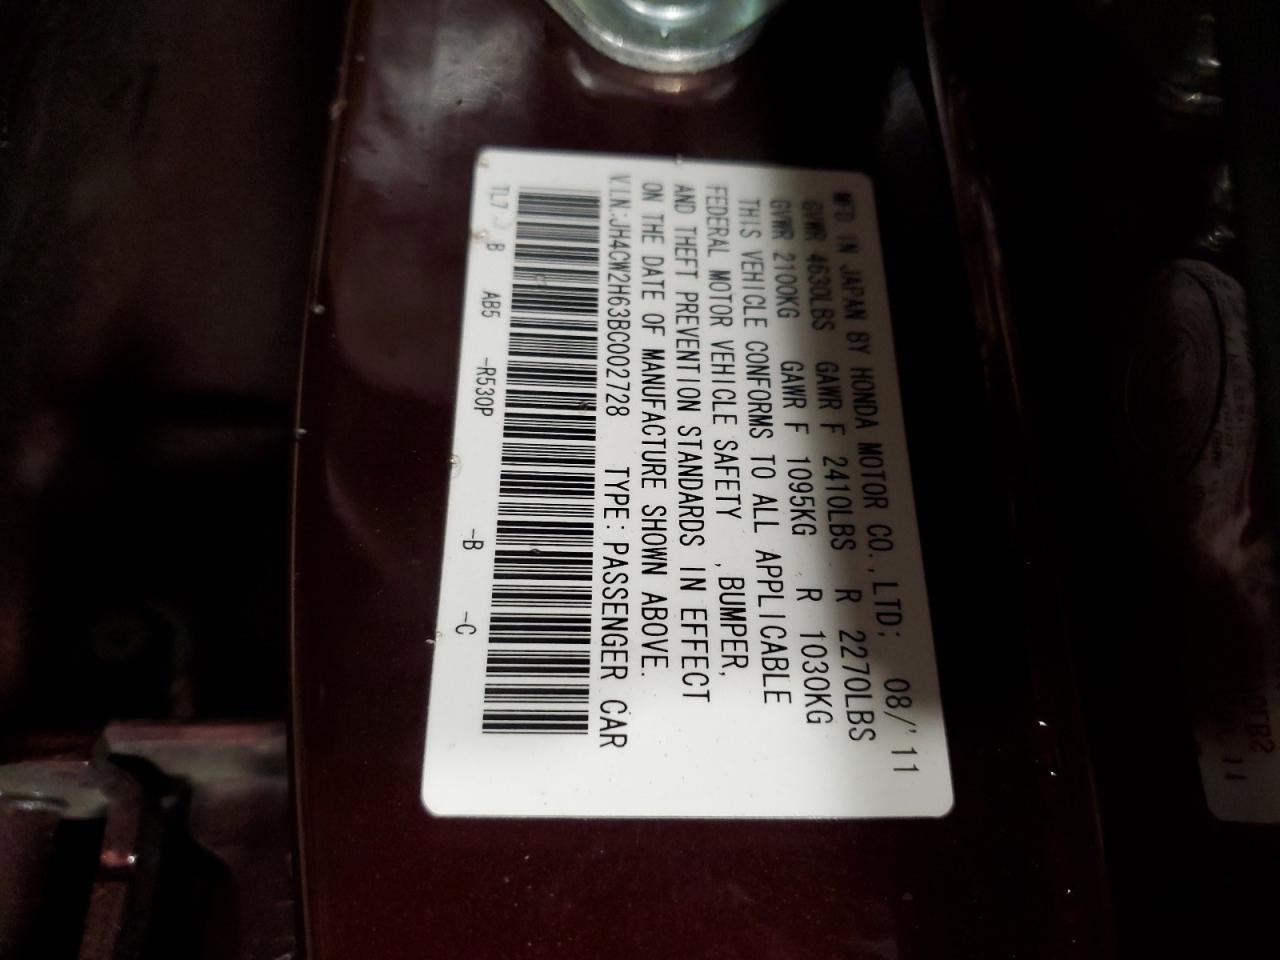 MFD IN JAPAN BY HONDA MOTOR CO.,LTD: 08/'11
GVWR 4630LBS GAWR F 2410LBS R 2270LBS
GVWR 2100KG GAWR F 1095KG R 1030KG
THIS VEHICLE CONFORMS TO ALL APPLICABLE
FEDERAL MOTOR VEHICLE SAFETY ,BUMPER,
AND THEFT PREVENTION STANDARDS IN EFFECT
ON THE DATE OF MANUFACTURE SHOWN ABOVE.
V.I.N.:JH4CW2H63BC002728 TYPE:PASSENGER CAR
TL7 B AB5 -R530P -B -C